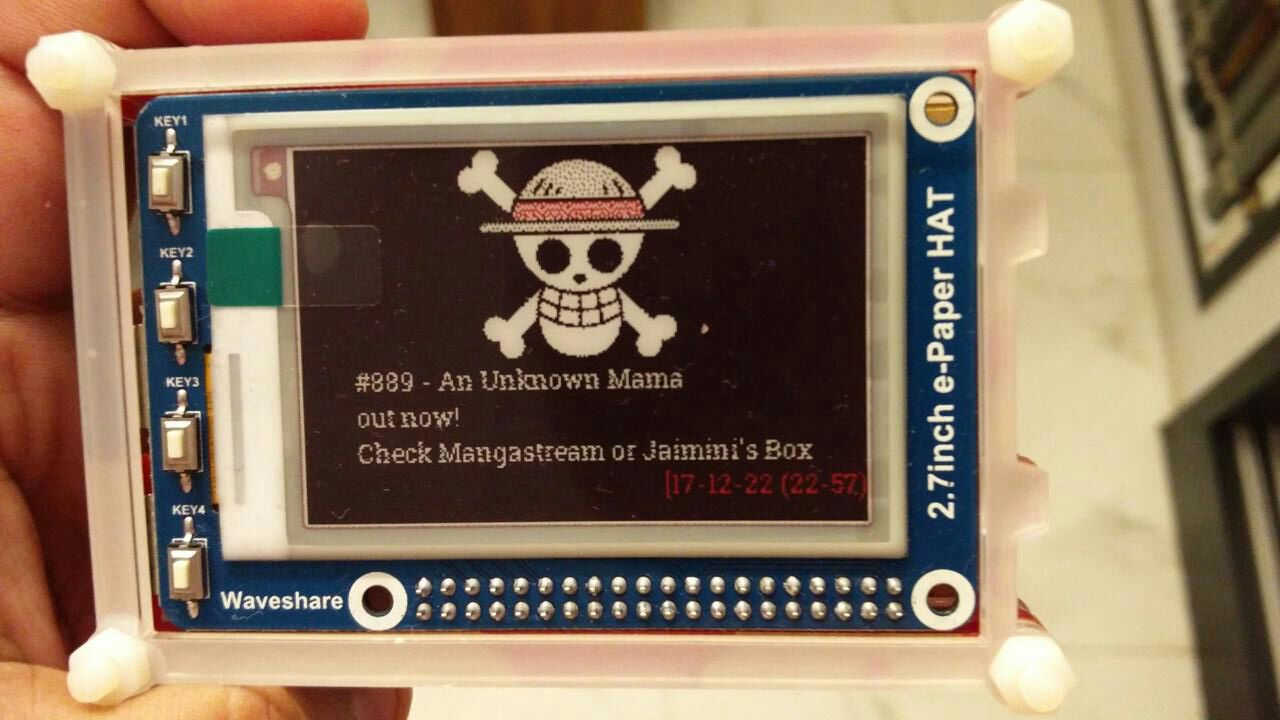 KEY1
KEY2
KEY3
KEY4
#889 - An Unknown Mama
out now!
Check Mangastream or Jaimini's Box
[17-12-22 (22-57)
2.7inch e-Paper HAT
Waveshare